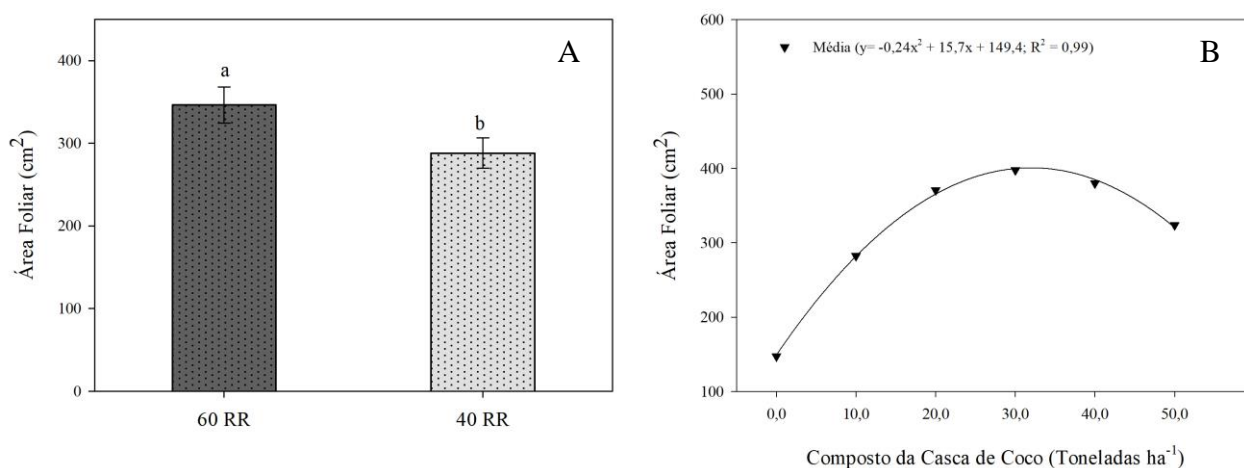 A
Área Foliar (cm²)
400
300
200
100
0
a
b
60 RR
40 RR
B
Média (y= -0,24x² + 15,7x + 149,4; R² = 0,99)
Área Foliar (cm²)
600
500
400
300
200
100
0,0 10,0 20,0 30,0 40,0 50,0
Composto da Casca de Coco (Toneladas ha⁻¹)